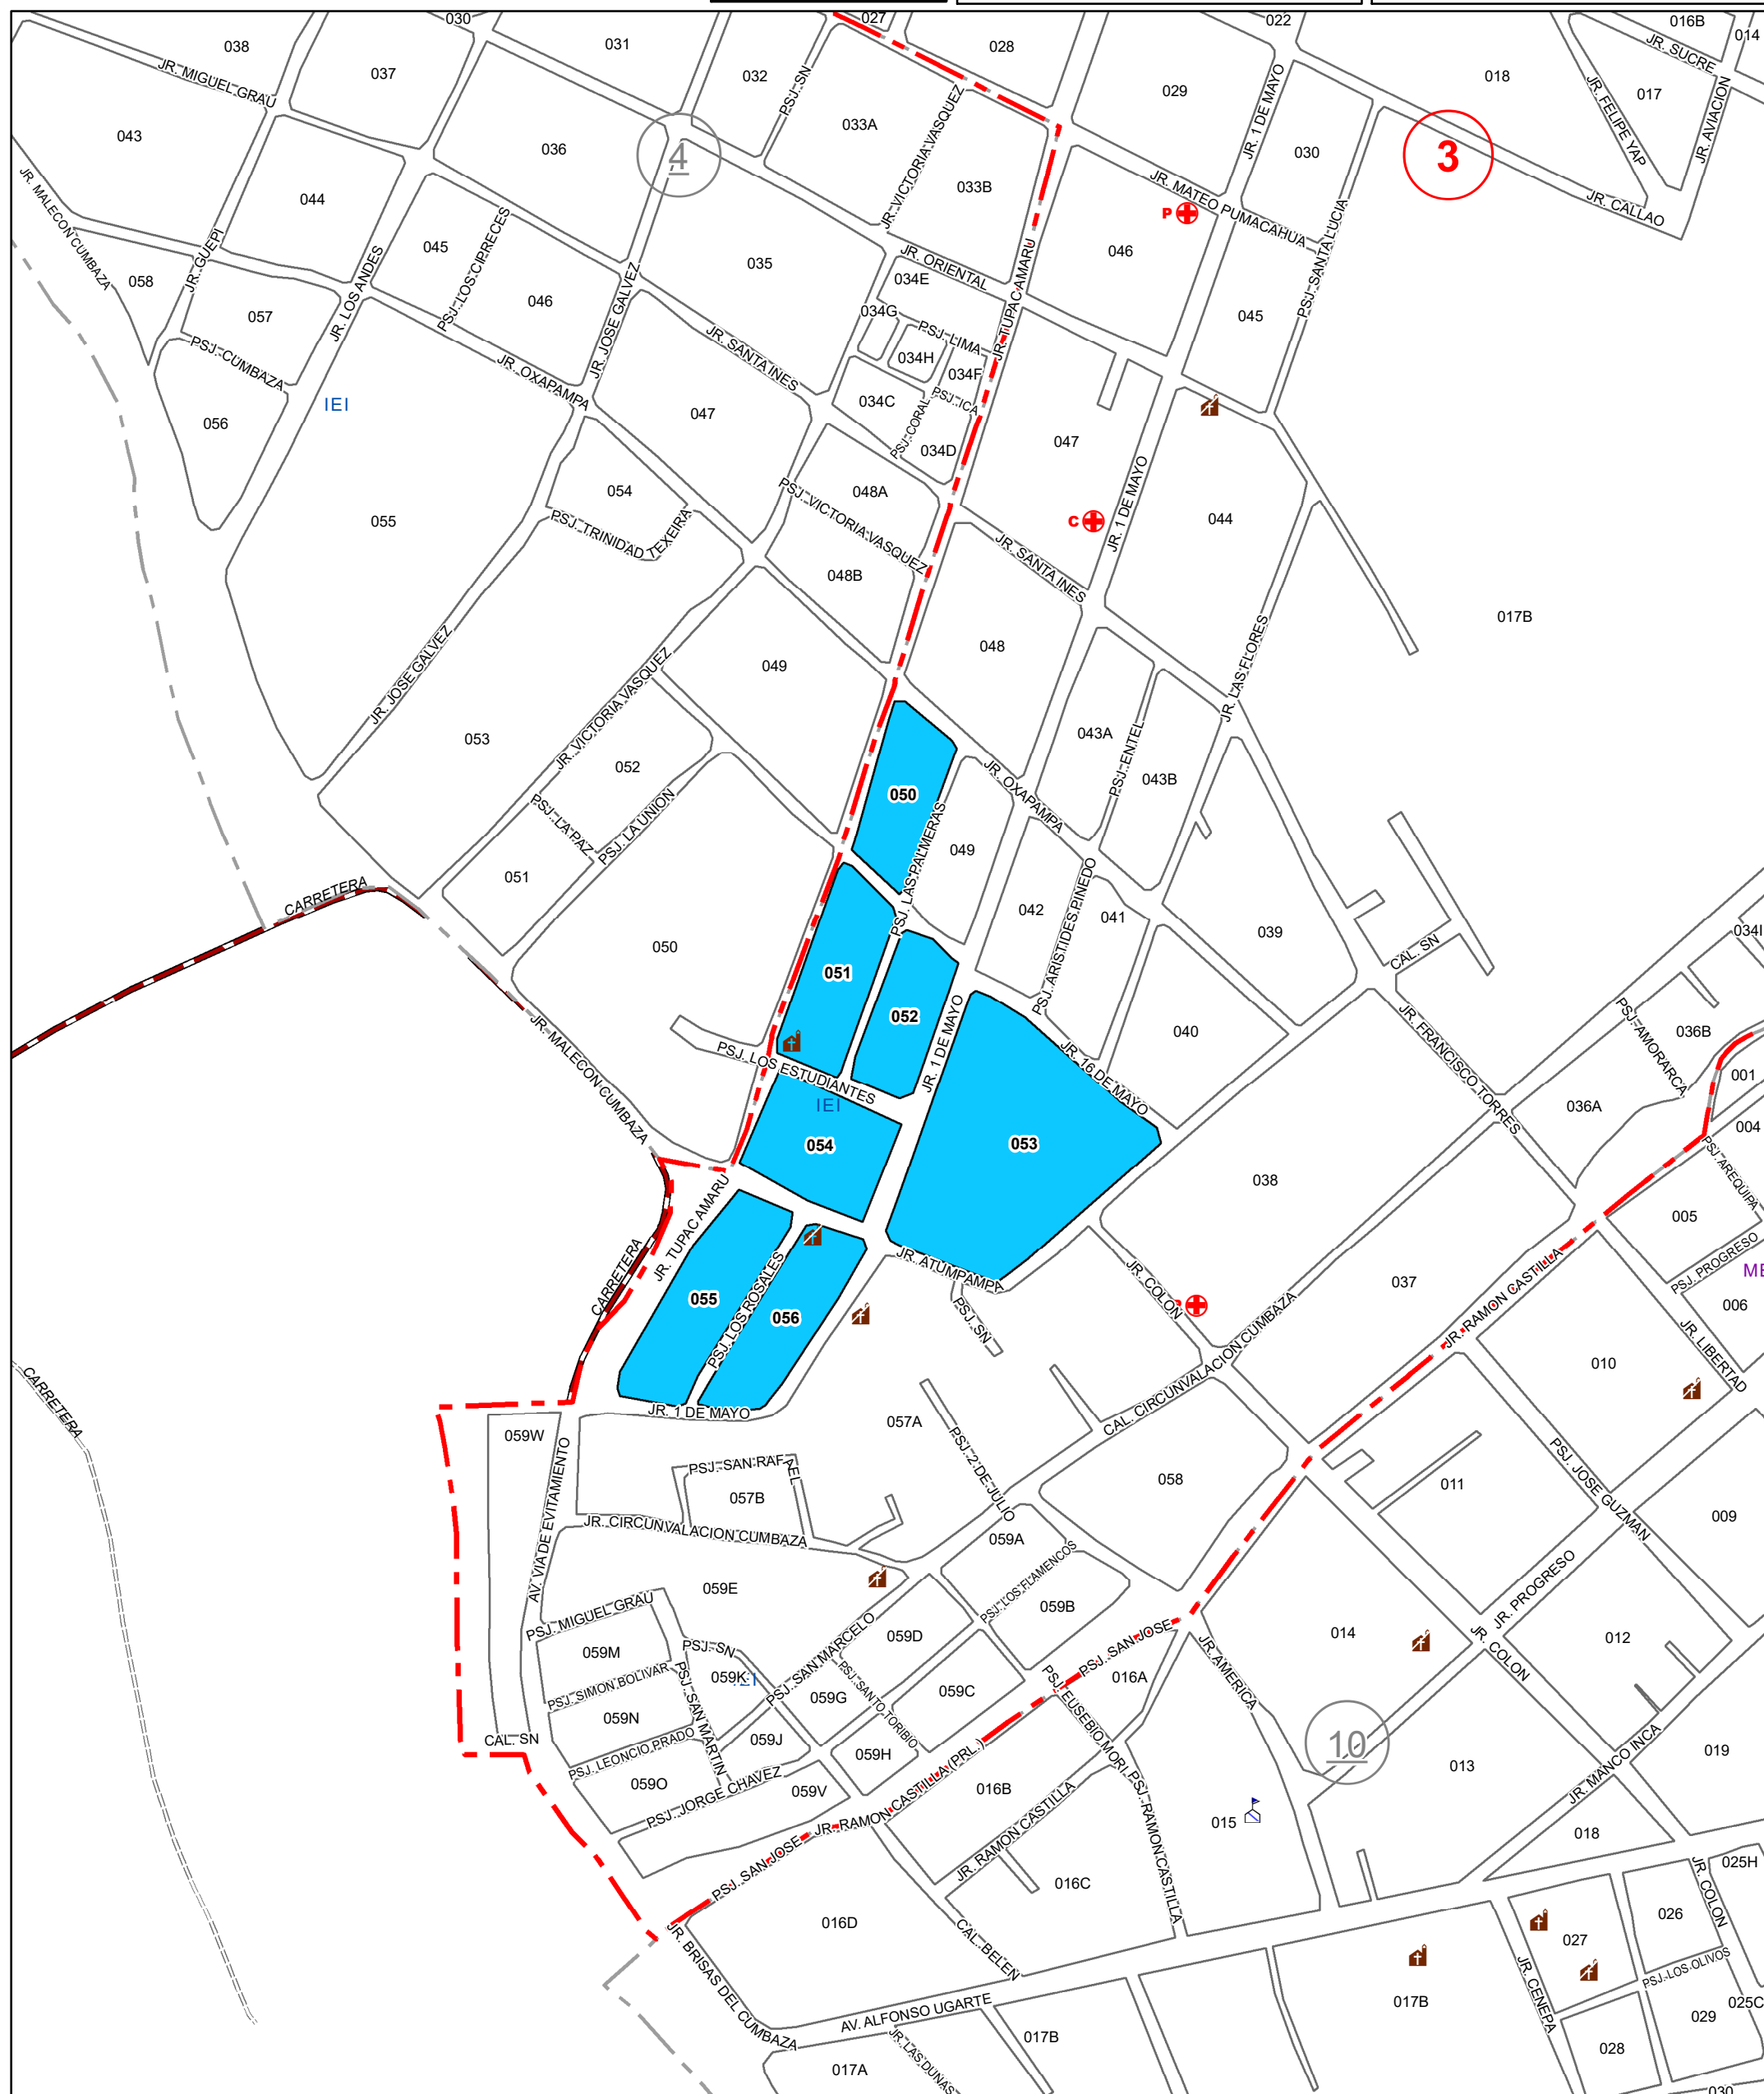 030
027
022
016B
014
038
031
028
JR. SUCRE
037
032
PSJ. SN
018
JR. MIGUEL GRAU
029
JR. 1 DE MAYO
017
JR. FELIPE YAP
JR. AVIACION
043
033A
JR. VICTORIA VASQUEZ
036
4
030
3
JR. MALECON CUMBAZA
044
033B
JR. MATEO PUMACAHUA
P
JR. CALLAO
045
PSJ. LOS CIPRECES
JR. GUEPI
035
JR. ORIENTAL
JR. TUPAC AMARU
046
PSJ. SANTA LUCIA
058
JR. LOS ANDES
046
JR. JOSE GALVEZ
034E
057
034G
PSJ. LIMA
045
PSJ. CUMBAZA
JR. OXAPAMPA
JR. SANTA INES
034H
034F
IEI
034C
PSJ. ICA
PSJ. CORAL
056
047
034D
047
JR. 1 DE MAYO
054
048A
055
PSJ. TRINIDAD TEXEIRA
PSJ. VICTORIA VASQUEZ
C
044
JR. SANTA INES
048B
017B
JR. JOSE GALVEZ
JR. VICTORIA VASQUEZ
049
048
JR. LAS FLORES
053
052
043A
PSJ. ENTEL
043B
050
JR. OXAPAMPA
PSJ. LA PAZ
PSJ. LA UNION
PSJ. LAS PALMERAS
049
051
CARRETERA
042
PSJ. ARISTIDES PINEDO
041
039
034I
050
051
052
CAL. SN
JR. MALECON CUMBAZA
PSJ. LOS ESTUDIANTES
JR. 1 DE MAYO
JR. 16 DE MAYO
040
JR. FRANCISCO TORRES
PSJ. AMORARCA
036B
001
IEI
036A
004
054
053
PSJ. AREQUIPA
038
005
JR. TUPAC AMARU
CARRETERA
JR. ATUMPAMPA
JR. COLON
037
JR. RAMON CASTILLA
PSJ. PROGRESO
ME
055
PSJ. LOS ROSALES
056
PSJ. SN
006
JR. LIBERTAD
CARRETERA
010
CAL. CIRCUNVALACION CUMBAZA
JR. 1 DE MAYO
059W
057A
PSJ. 2 DE JULIO
AV. VIA DE EVITAMIENTO
PSJ. SAN RAFAEL
057B
058
011
PSJ. JOSE GUZMAN
009
JR. CIRCUNVALACION CUMBAZA
059A
PSJ. LOS FLAMENCOS
059E
059B
JR. PROGRESO
PSJ. MIGUEL GRAU
059D
014
JR. COLON
012
059M
PSJ. SN
PSJ. SAN MARCELO
PSJ. SAN JOSE
JR. AMERICA
PSJ. SIMON BOLIVAR
059K
059G
PSJ. SANTO TORIBIO
059C
016A
PSJ. EUSEBIO MORI
059N
PSJ. SAN MARTIN
CAL. SN
059J
059H
10
019
PSJ. LEONCIO PRADO
059O
PSJ. JORGE CHAVEZ
059V
JR. RAMON CASTILLA (PRL.)
016B
013
JR. MANCO INCA
PSJ. RAMON CASTILLA
JR. RAMON CASTILLA
015
018
PSJ. SAN JOSE
016C
025H
JR. COLON
016D
CAL. BELEN
026
027
JR. BRISAS DEL CUMBAZA
JR. CENEPA
PSJ. LOS OLIVOS
AV. ALFONSO UGARTE
017B
025C
029
017B
JR. LAS DUNAS
028
017A
030